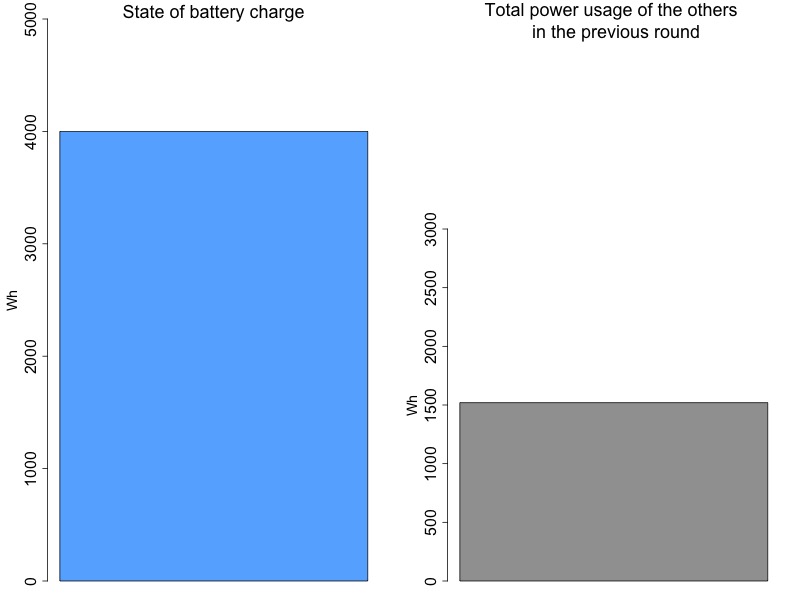 State of battery charge
5000
4000
3000
2000
1000
0
Wh
Total power usage of the others
in the previous round
3000
2500
2000
1500
1000
500
0
Wh